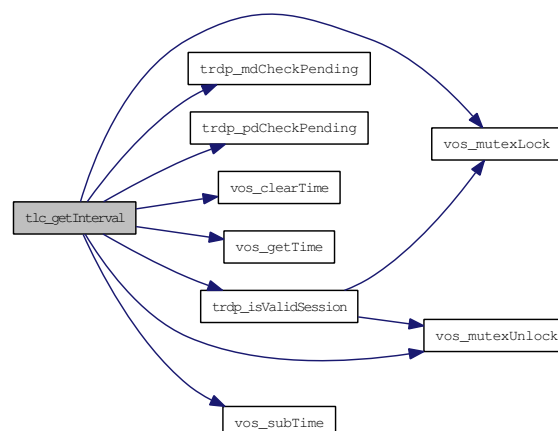 trdp_mdCheckPending
trdp_pdCheckPending
vos_mutexLock
vos_clearTime
tlc_getInterval
vos_getTime
trdp_isValidSession
vos_mutexUnlock
vos_subTime